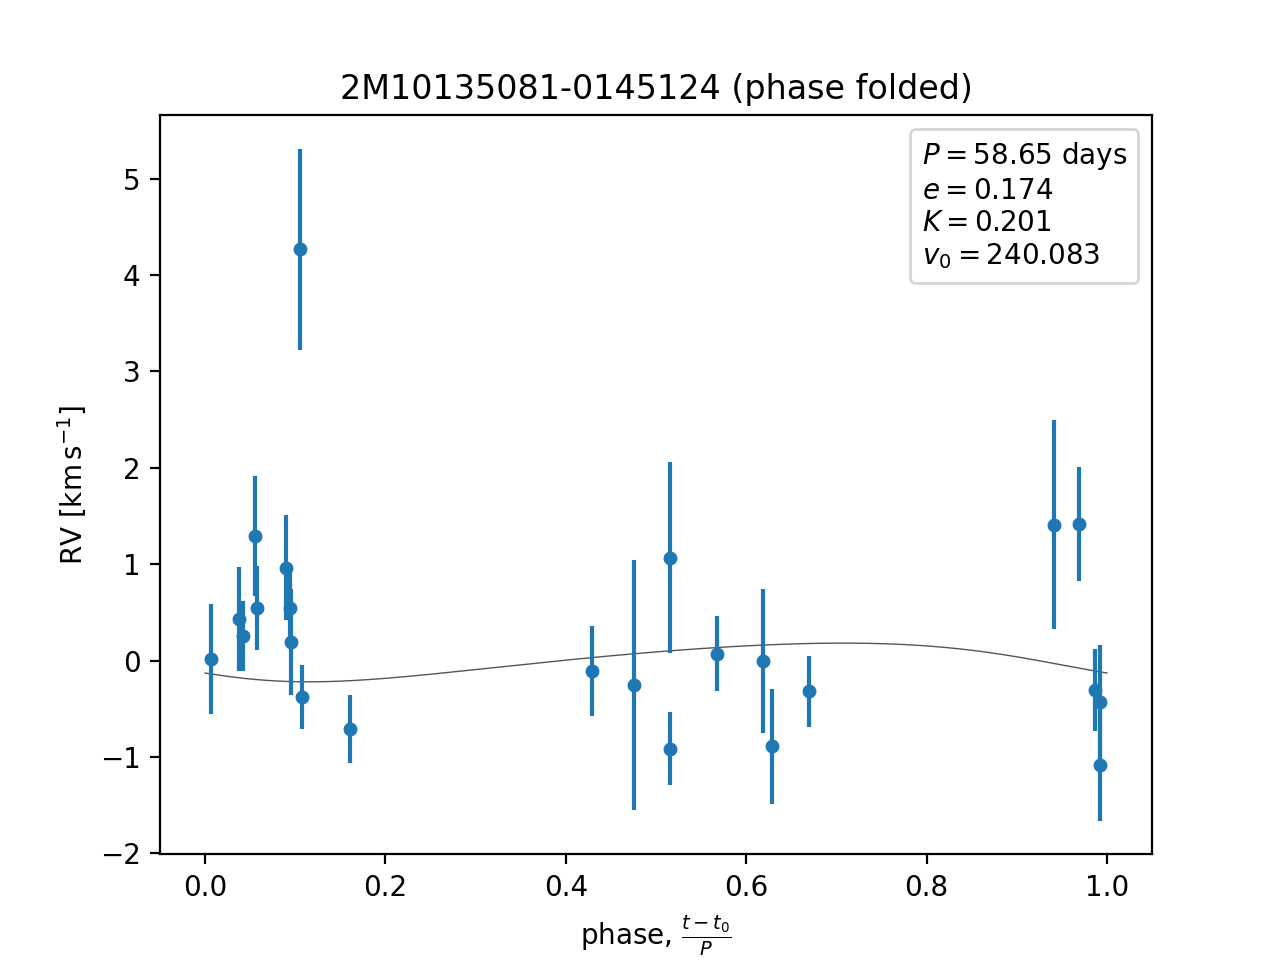 2M10135081-0145124 (phase folded)
P = 58.65 days
e = 0.174
K = 0.201
v₀ = 240.083
RV [km s⁻¹]
5
4
3
2
1
0
−1
−2
0.0 0.2 0.4 0.6 0.8 1.0
phase, (t − t₀)/P